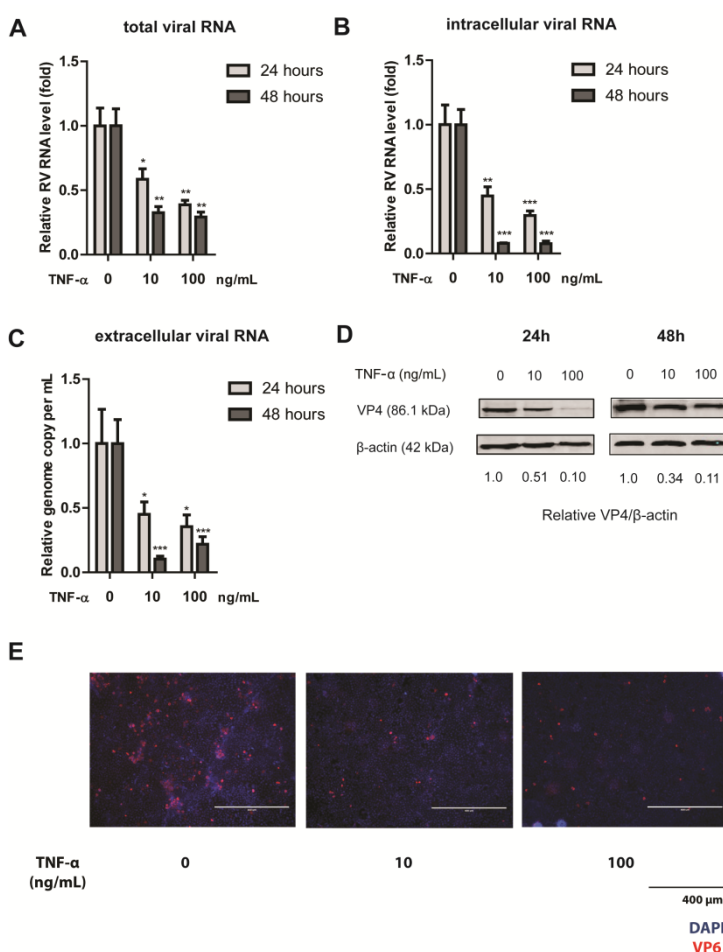 A
total viral RNA
Relative RV RNA level (fold)
1.5
1.0
0.5
0.0
24 hours
48 hours
*
**
**
**
TNF-α 0 10 100 ng/mL
B
intracellular viral RNA
Relative RV RNA level (fold)
1.5
1.0
0.5
0.0
24 hours
48 hours
**
***
***
***
TNF-α 0 10 100 ng/mL
C
extracellular viral RNA
Relative genome copy per mL
1.5
1.0
0.5
0.0
24 hours
48 hours
*
***
*
***
TNF-α 0 10 100 ng/mL
D
24h 48h
TNF-α (ng/mL) 0 10 100 0 10 100
VP4 (86.1 kDa)
β-actin (42 kDa)
1.0 0.51 0.10 1.0 0.34 0.11
Relative VP4/β-actin
E
TNF-α 0 10 100
(ng/mL)
400 µm
DAPI
VP6